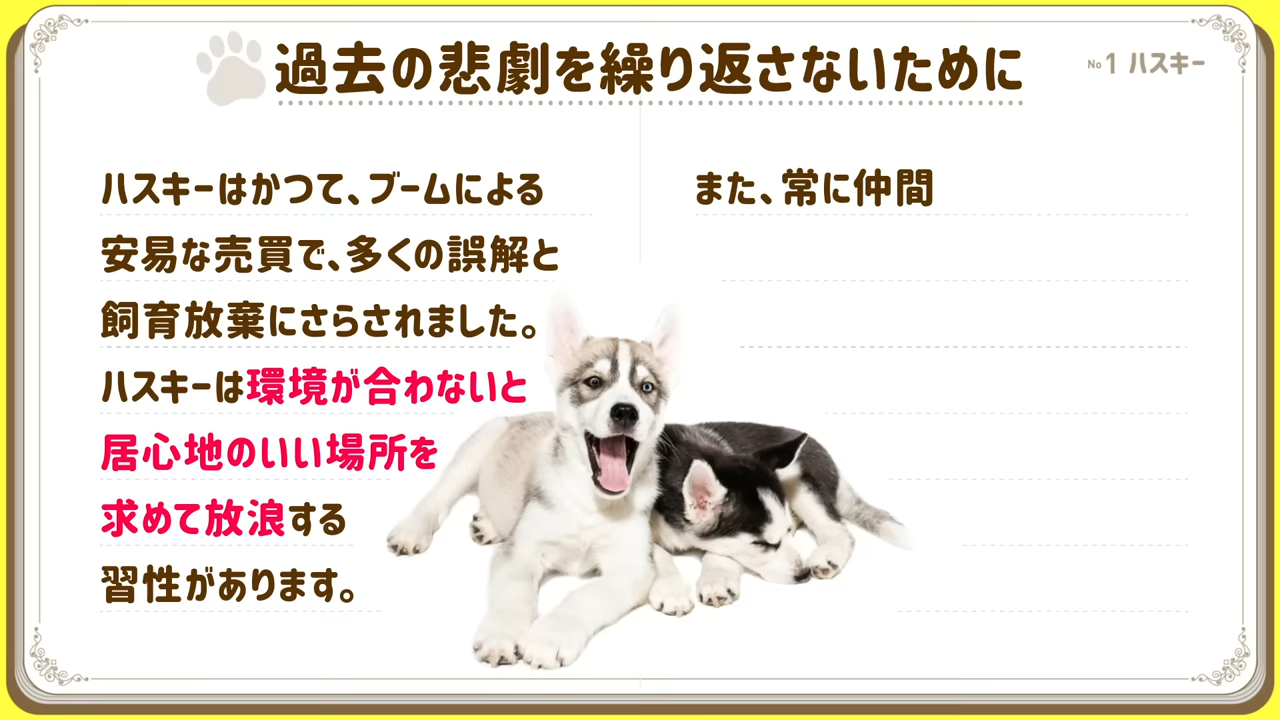 過去の悲劇を繰り返さないために
№1 ハスキー
ハスキーはかつて、ブームによる
安易な売買で、多くの誤解と
飼育放棄にさらされました。
ハスキーは環境が合わないと
居心地のいい場所を
求めて放浪する
習性があります。
また、常に仲間